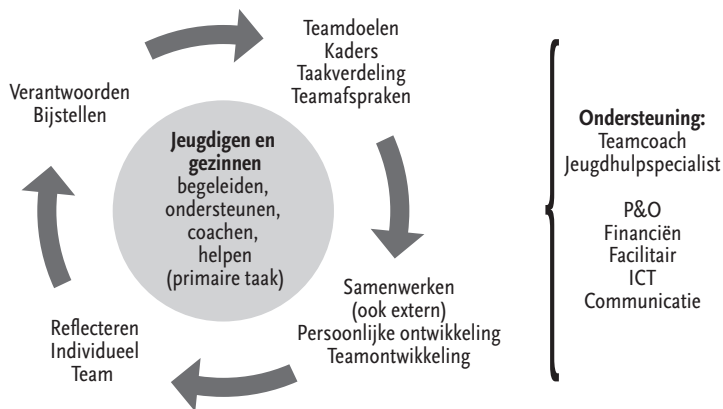 Teamdoelen
Kaders
Taakverdeling
Teamafspraken
Verantwoorden
Bijstellen
Jeugdigen en
gezinnen
begeleiden,
ondersteunen,
coachen,
helpen
(primaire taak)
Samenwerken
(ook extern)
Persoonlijke ontwikkeling
Teamontwikkeling
Reflecteren
Individueel
Team
Ondersteuning:
Teamcoach
Jeugdhulpspecialist
P&O
Financiën
Facilitair
ICT
Communicatie